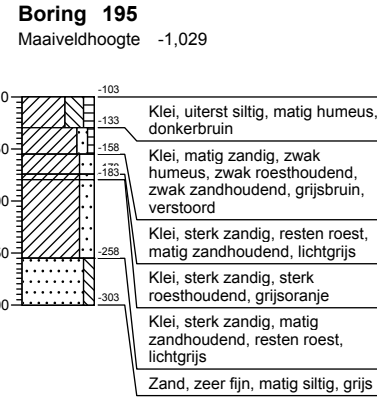 Boring 195
Maaiveldhoogte -1,029
-103
Klei, uiterst siltig, matig humeus,
donkerbruin
-133
Klei, matig zandig, zwak
humeus, zwak roesthoudend,
zwak zandhoudend, grijsbruin,
verstoord
-158
Klei, sterk zandig, resten roest,
matig zandhoudend, lichtgrijs
-183
Klei, sterk zandig, sterk
roesthoudend, grijsoranje
Klei, sterk zandig, matig
zandhoudend, resten roest,
lichtgrijs
-258
Zand, zeer fijn, matig siltig, grijs
-303